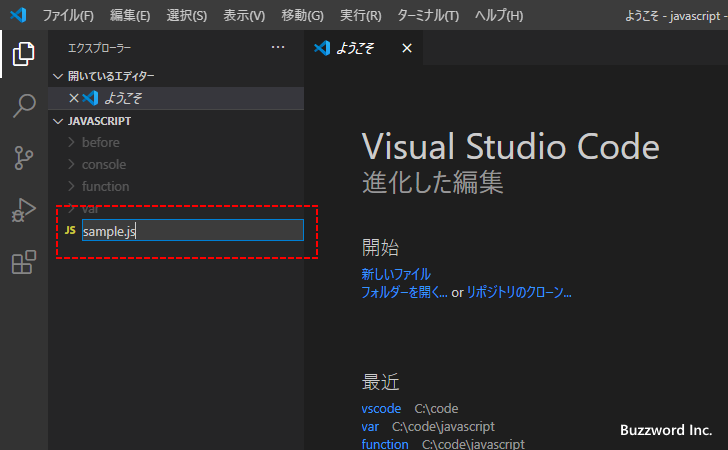 ファイル(F) 編集(E) 選択(S) 表示(V) 移動(G) 実行(R) ターミナル(T) ヘルプ(H) ようこそ - javascript -
エクスプローラー ...
開いているエディター
ようこそ
JAVASCRIPT
before
console
function
var
JS sample.js
ようこそ
Visual Studio Code
進化した編集
開始
新しいファイル
フォルダーを開く... or リポジトリのクローン...
最近
vscode C:\code
var C:\code\javascript
function C:\code\javascript
Buzzword Inc.